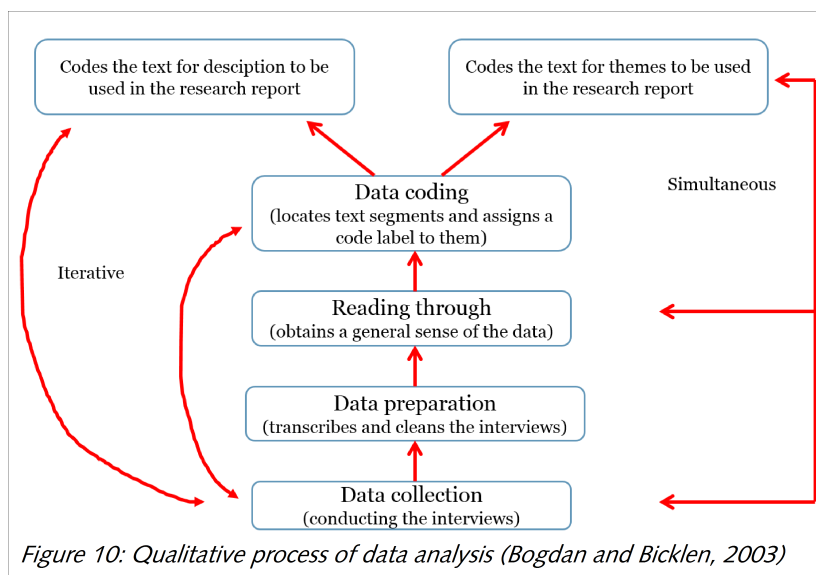 Codes the text for desciption to be
used in the research report
Codes the text for themes to be used
in the research report
Data coding
(locates text segments and assigns a
code label to them)
Simultaneous
Iterative
Reading through
(obtains a general sense of the data)
Data preparation
(transcribes and cleans the interviews)
Data collection
(conducting the interviews)
Figure 10: Qualitative process of data analysis (Bogdan and Bicklen, 2003)